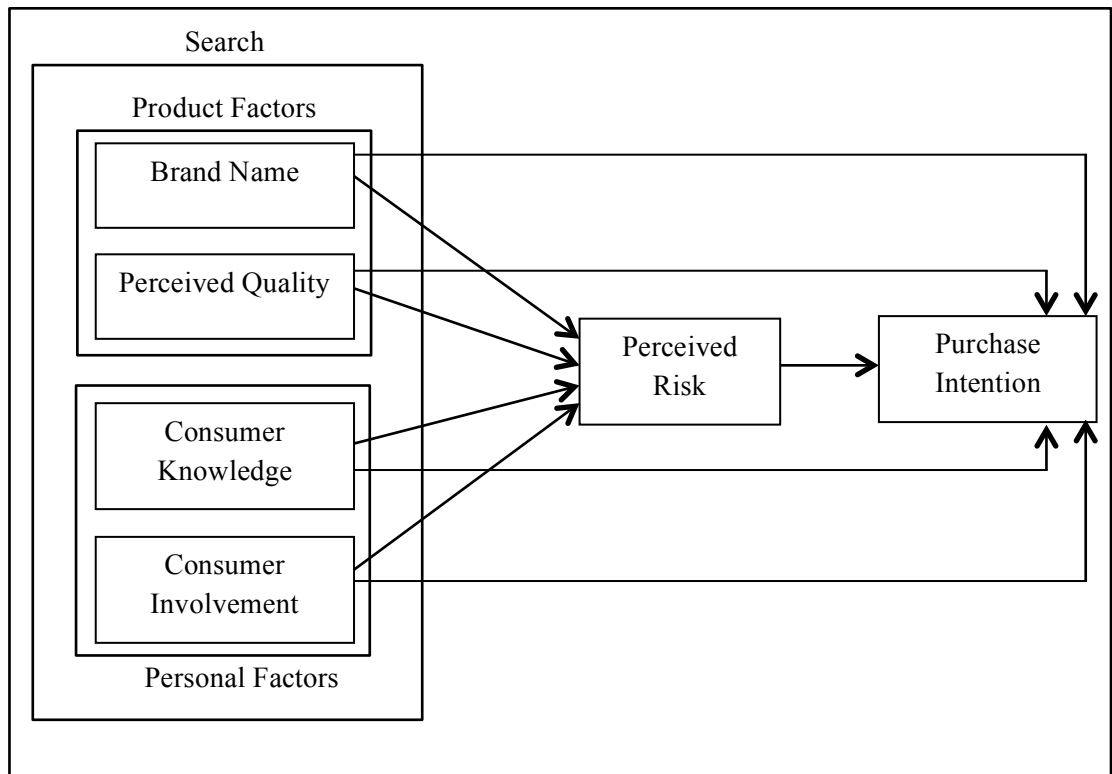 Search
Product Factors
Brand Name
Perceived Quality
Consumer
Knowledge
Consumer
Involvement
Personal Factors
Perceived
Risk
Purchase
Intention